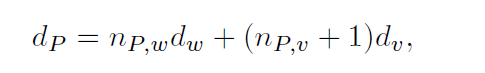 d_P = n_{P,w}d_w + (n_{P,v} + 1)d_v,